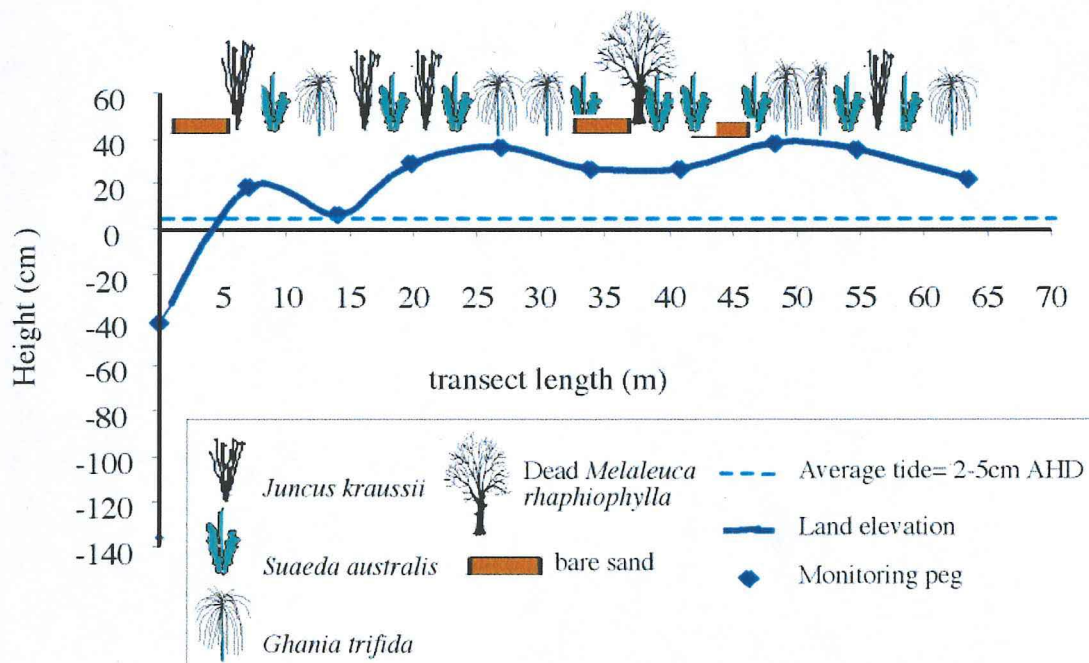 60
40
20
0
-20
-40
-60
-80
-100
-120
-140
Height (cm)
5 10 15 20 25 30 35 40 45 50 55 60 65 70
transect length (m)
Juncus kraussii
Suaeda australis
Ghania trifida
Dead Melaleuca
rhaphiophylla
bare sand
Average tide= 2-5cm AHD
Land elevation
Monitoring peg